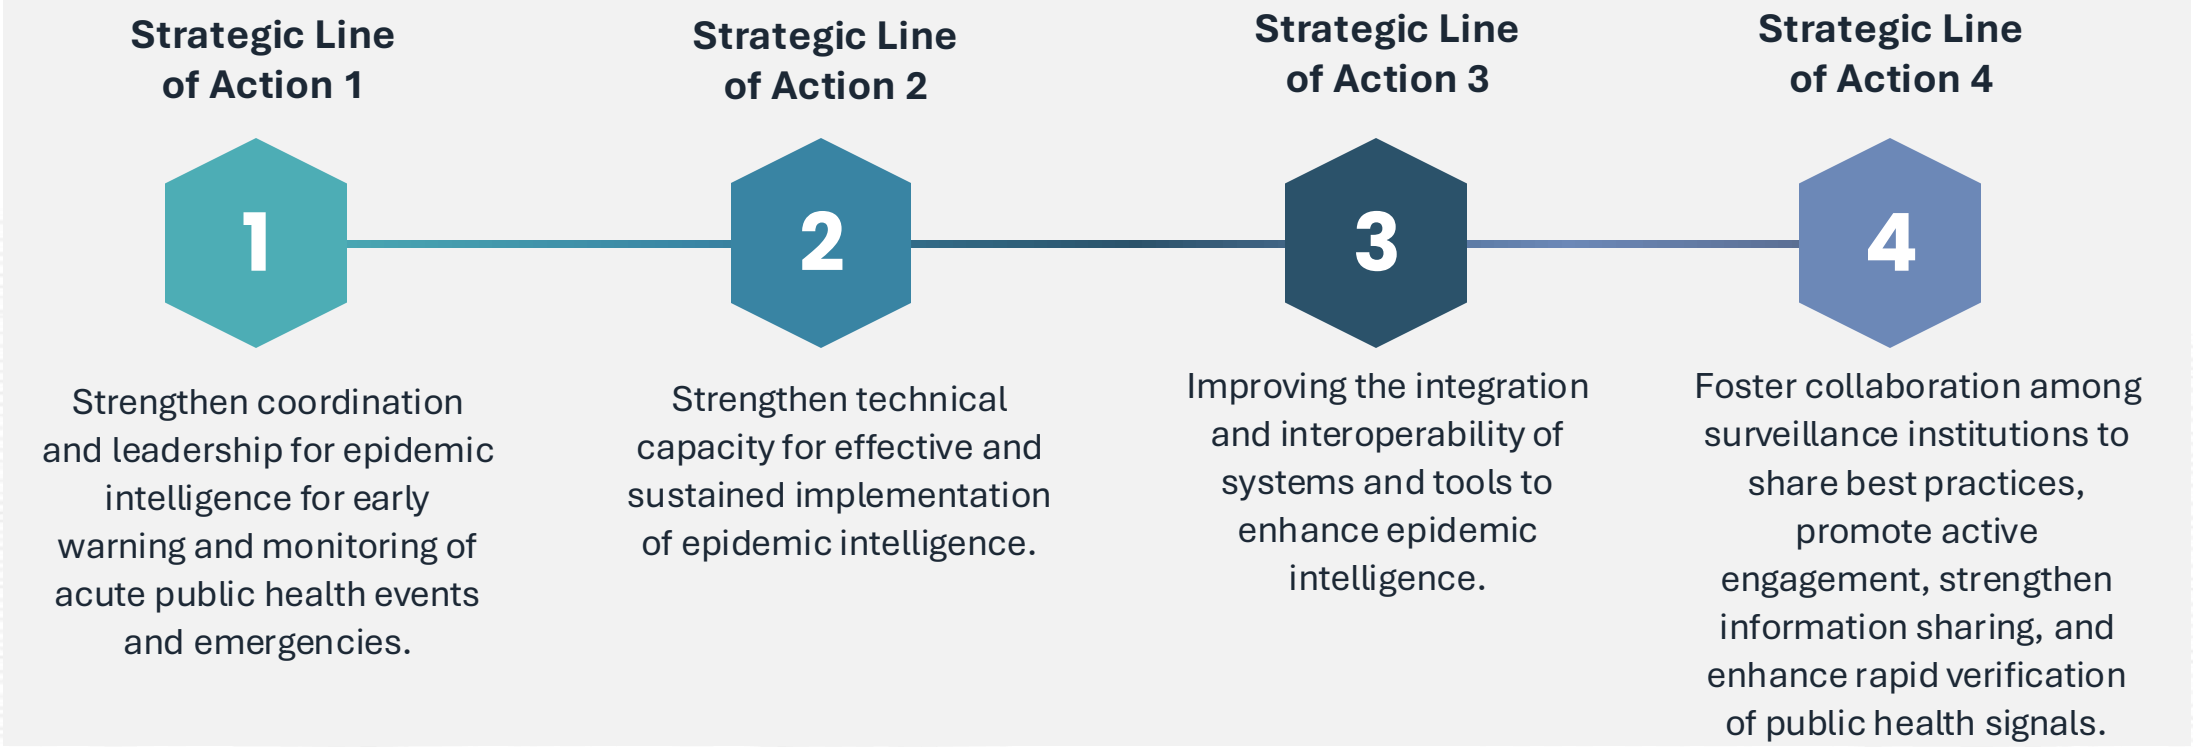 Strategic Line
of Action 1
1
Strengthen coordination
and leadership for epidemic
intelligence for early
warning and monitoring of
acute public health events
and emergencies.
Strategic Line
of Action 2
2
Strengthen technical
capacity for effective and
sustained implementation
of epidemic intelligence.
Strategic Line
of Action 3
3
Improving the integration
and interoperability of
systems and tools to
enhance epidemic
intelligence.
Strategic Line
of Action 4
4
Foster collaboration among
surveillance institutions to
share best practices,
promote active
engagement, strengthen
information sharing, and
enhance rapid verification
of public health signals.